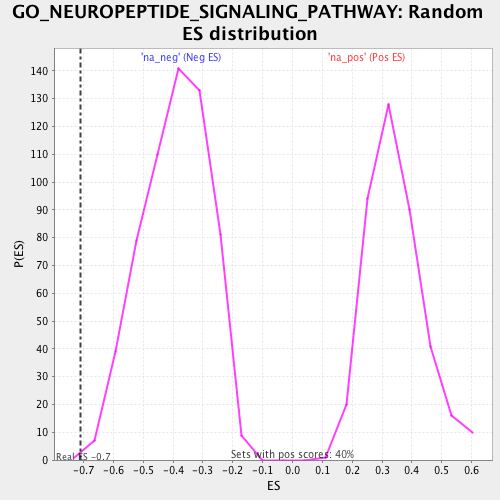 GO_NEUROPEPTIDE_SIGNALING_PATHWAY: Random
ES distribution
'na_neg' (Neg ES)
'na_pos' (Pos ES)
140
130
120
110
100
90
80
70
60
50
40
30
20
10
0
P(ES)
Real ES -0.7
Sets with pos scores: 40%
-0.7 -0.6 -0.5 -0.4 -0.3 -0.2 -0.1 0.0 0.1 0.2 0.3 0.4 0.5 0.6
ES